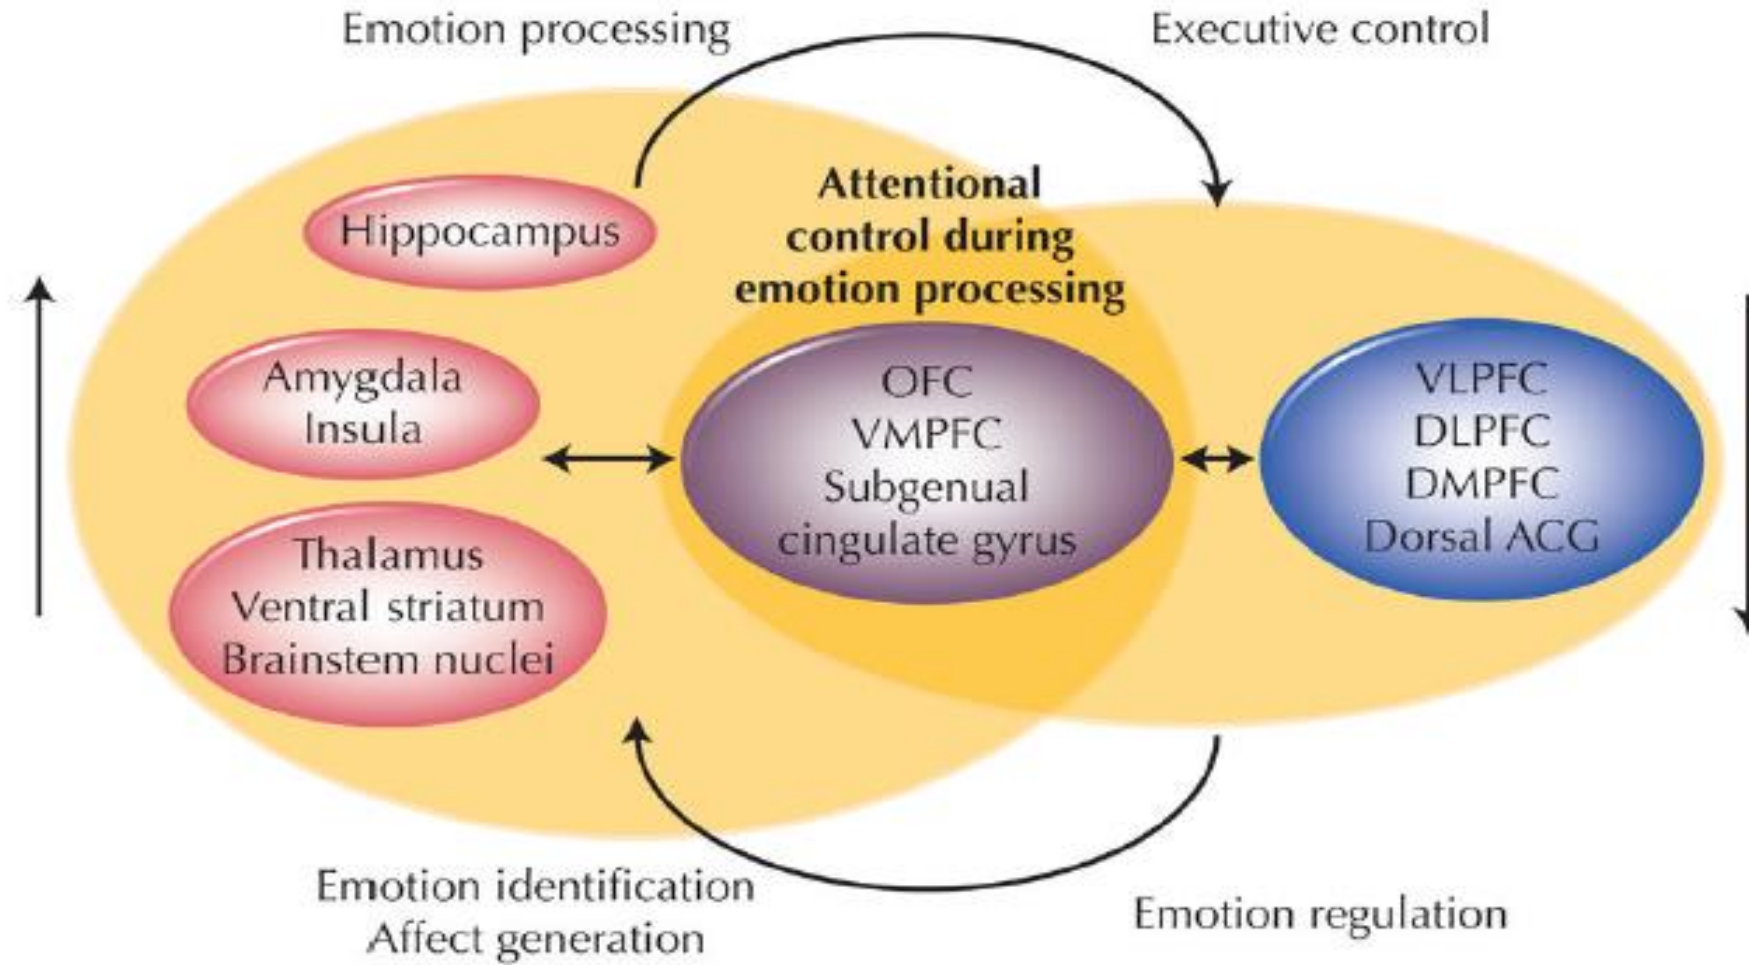 Emotion processing
Executive control
Attentional
control during
emotion processing
Hippocampus
Amygdala
Insula
Thalamus
Ventral striatum
Brainstem nuclei
OFC
VMPFC
Subgenual
cingulate gyrus
VLPFC
DLPFC
DMPFC
Dorsal ACG
Emotion identification
Affect generation
Emotion regulation